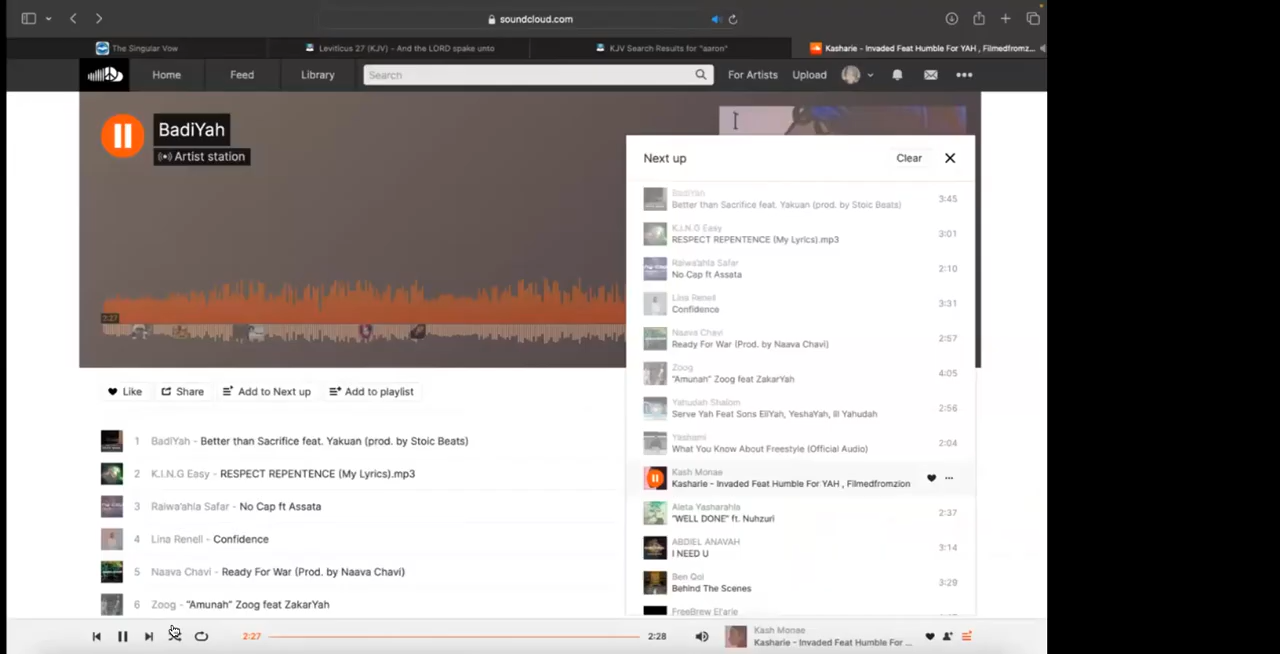 soundcloud.com
The Singular Vow
Leviticus 27 (KJV) - And the LORD spake unto
KJV Search Results for "aaron"
Kasharie - Invaded Feat Humble For YAH , Filmedfromz...
Home
Feed
Library
Search
For Artists
Upload
BadiYah
Artist station
2:27
Next up
Clear
BadiYah
Better than Sacrifice feat. Yakuan (prod. by Stoic Beats)
3:45
K.I.N.G Easy
RESPECT REPENTENCE (My Lyrics).mp3
3:01
Raiwa'ahla Safar
No Cap ft Assata
2:10
Lina Renell
Confidence
3:31
Naava Chavi
Ready For War (Prod. by Naava Chavi)
2:57
Zoog
"Amunah" Zoog feat ZakarYah
4:05
Yahudah Shalom
Serve Yah Feat Sons EliYah, YeshaYah, Ill Yahudah
2:56
Yashami
What You Know About Freestyle (Official Audio)
2:04
Kash Monae
Kasharie - Invaded Feat Humble For YAH , Filmedfromzion
Aleta Yasharahla
"WELL DONE" ft. Nuhzuri
2:37
ABDIEL ANAVAH
I NEED U
3:14
Ben Qoi
Behind The Scenes
3:29
FreeBrew El'arie
Like
Share
Add to Next up
Add to playlist
1 BadiYah - Better than Sacrifice feat. Yakuan (prod. by Stoic Beats)
2 K.I.N.G Easy - RESPECT REPENTENCE (My Lyrics).mp3
3 Raiwa'ahla Safar - No Cap ft Assata
4 Lina Renell - Confidence
5 Naava Chavi - Ready For War (Prod. by Naava Chavi)
6 Zoog - "Amunah" Zoog feat ZakarYah
2:27
2:28
Kash Monae
Kasharie - Invaded Feat Humble For ...